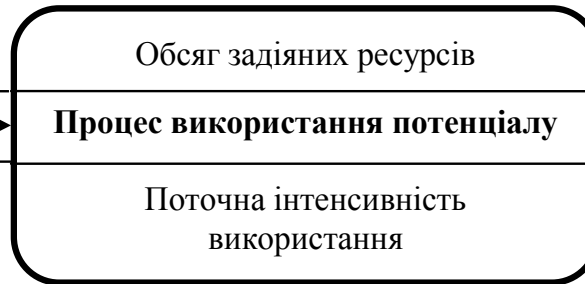 Обсяг задіяних ресурсів
Процес використання потенціалу
Поточна інтенсивність
використання